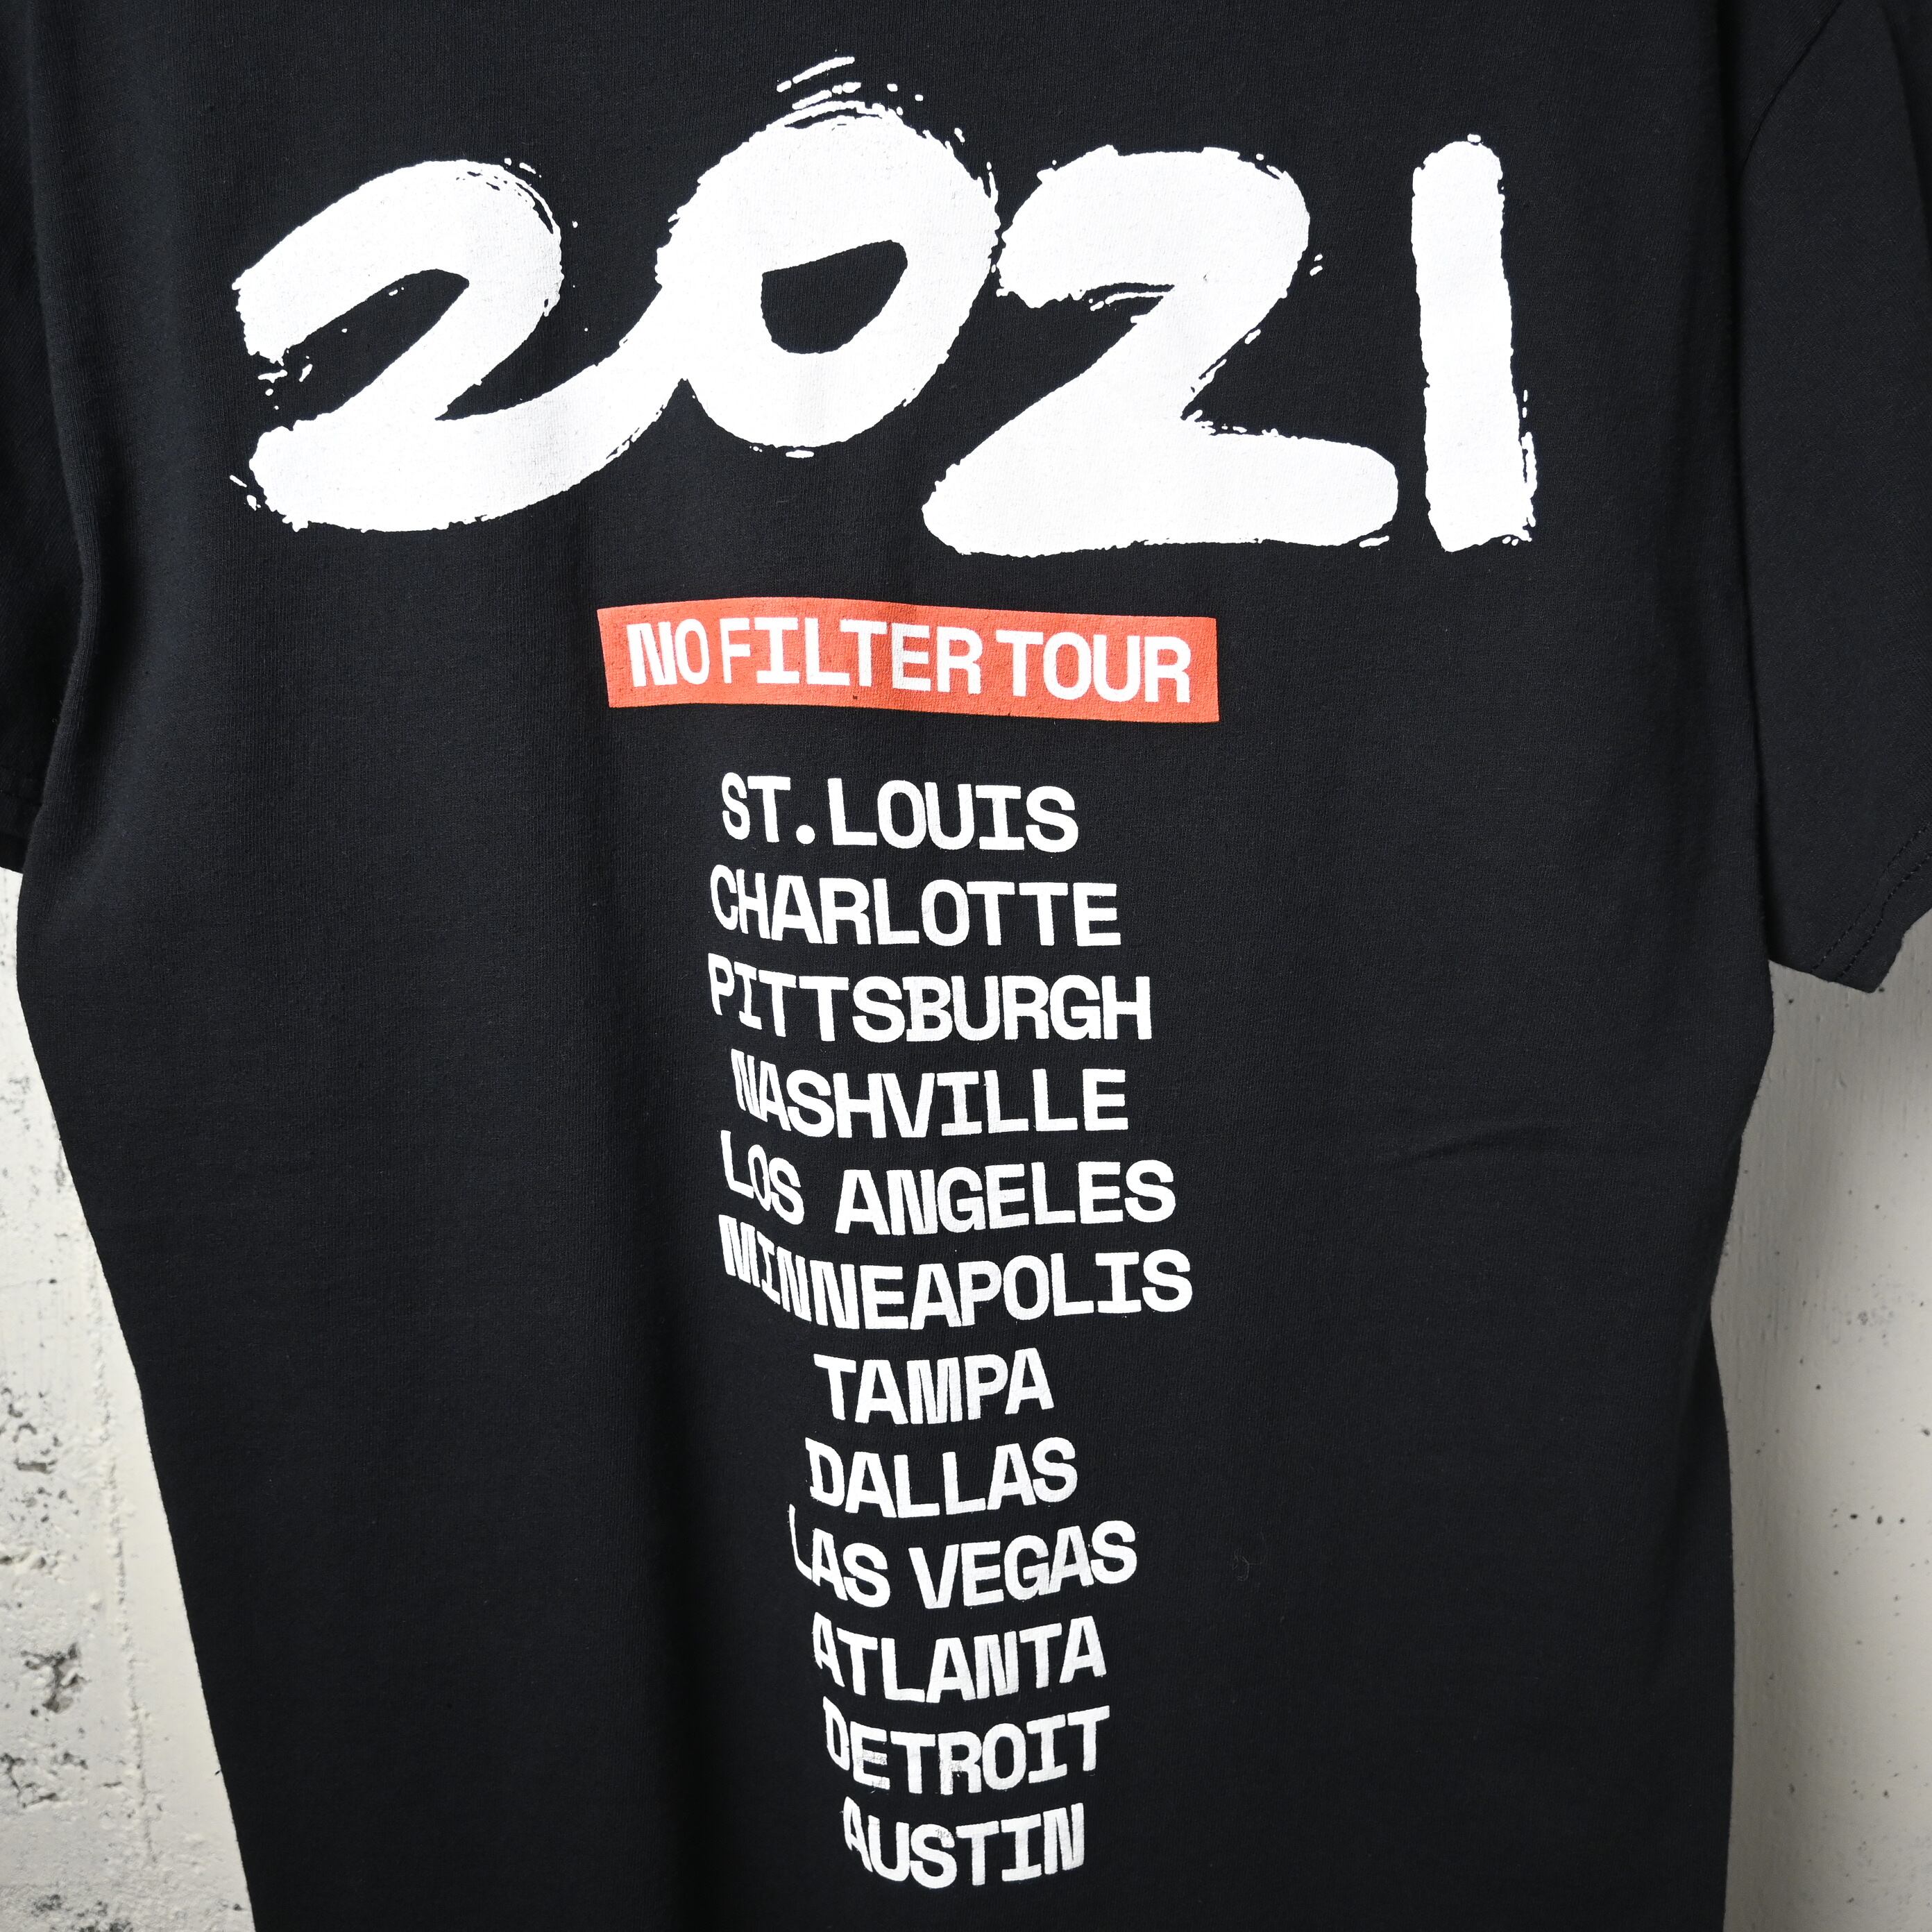 2021
NO FILTER TOUR
ST. LOUIS
CHARLOTTE
PITTSBURGH
NASHVILLE
LOS ANGELES
MINNEAPOLIS
TAMPA
DALLAS
LAS VEGAS
ATLANTA
DETROIT
AUSTIN